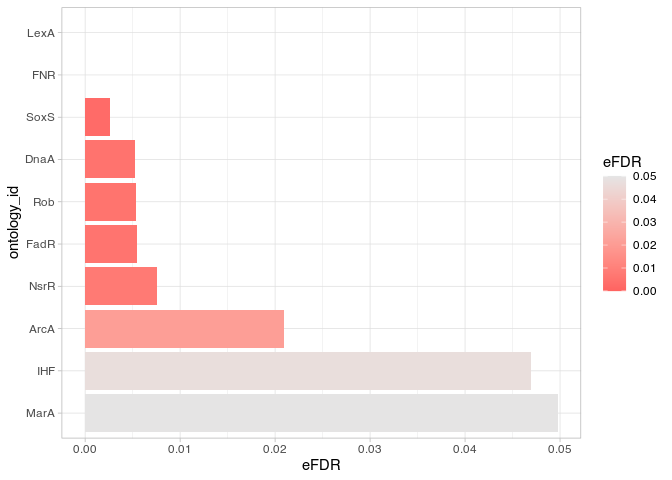 LexA
FNR
SoxS
DnaA
Rob
FadR
NsrR
ArcA
IHF
MarA
ontology_id
0.00 0.01 0.02 0.03 0.04 0.05
eFDR
eFDR
0.05
0.04
0.03
0.02
0.01
0.00